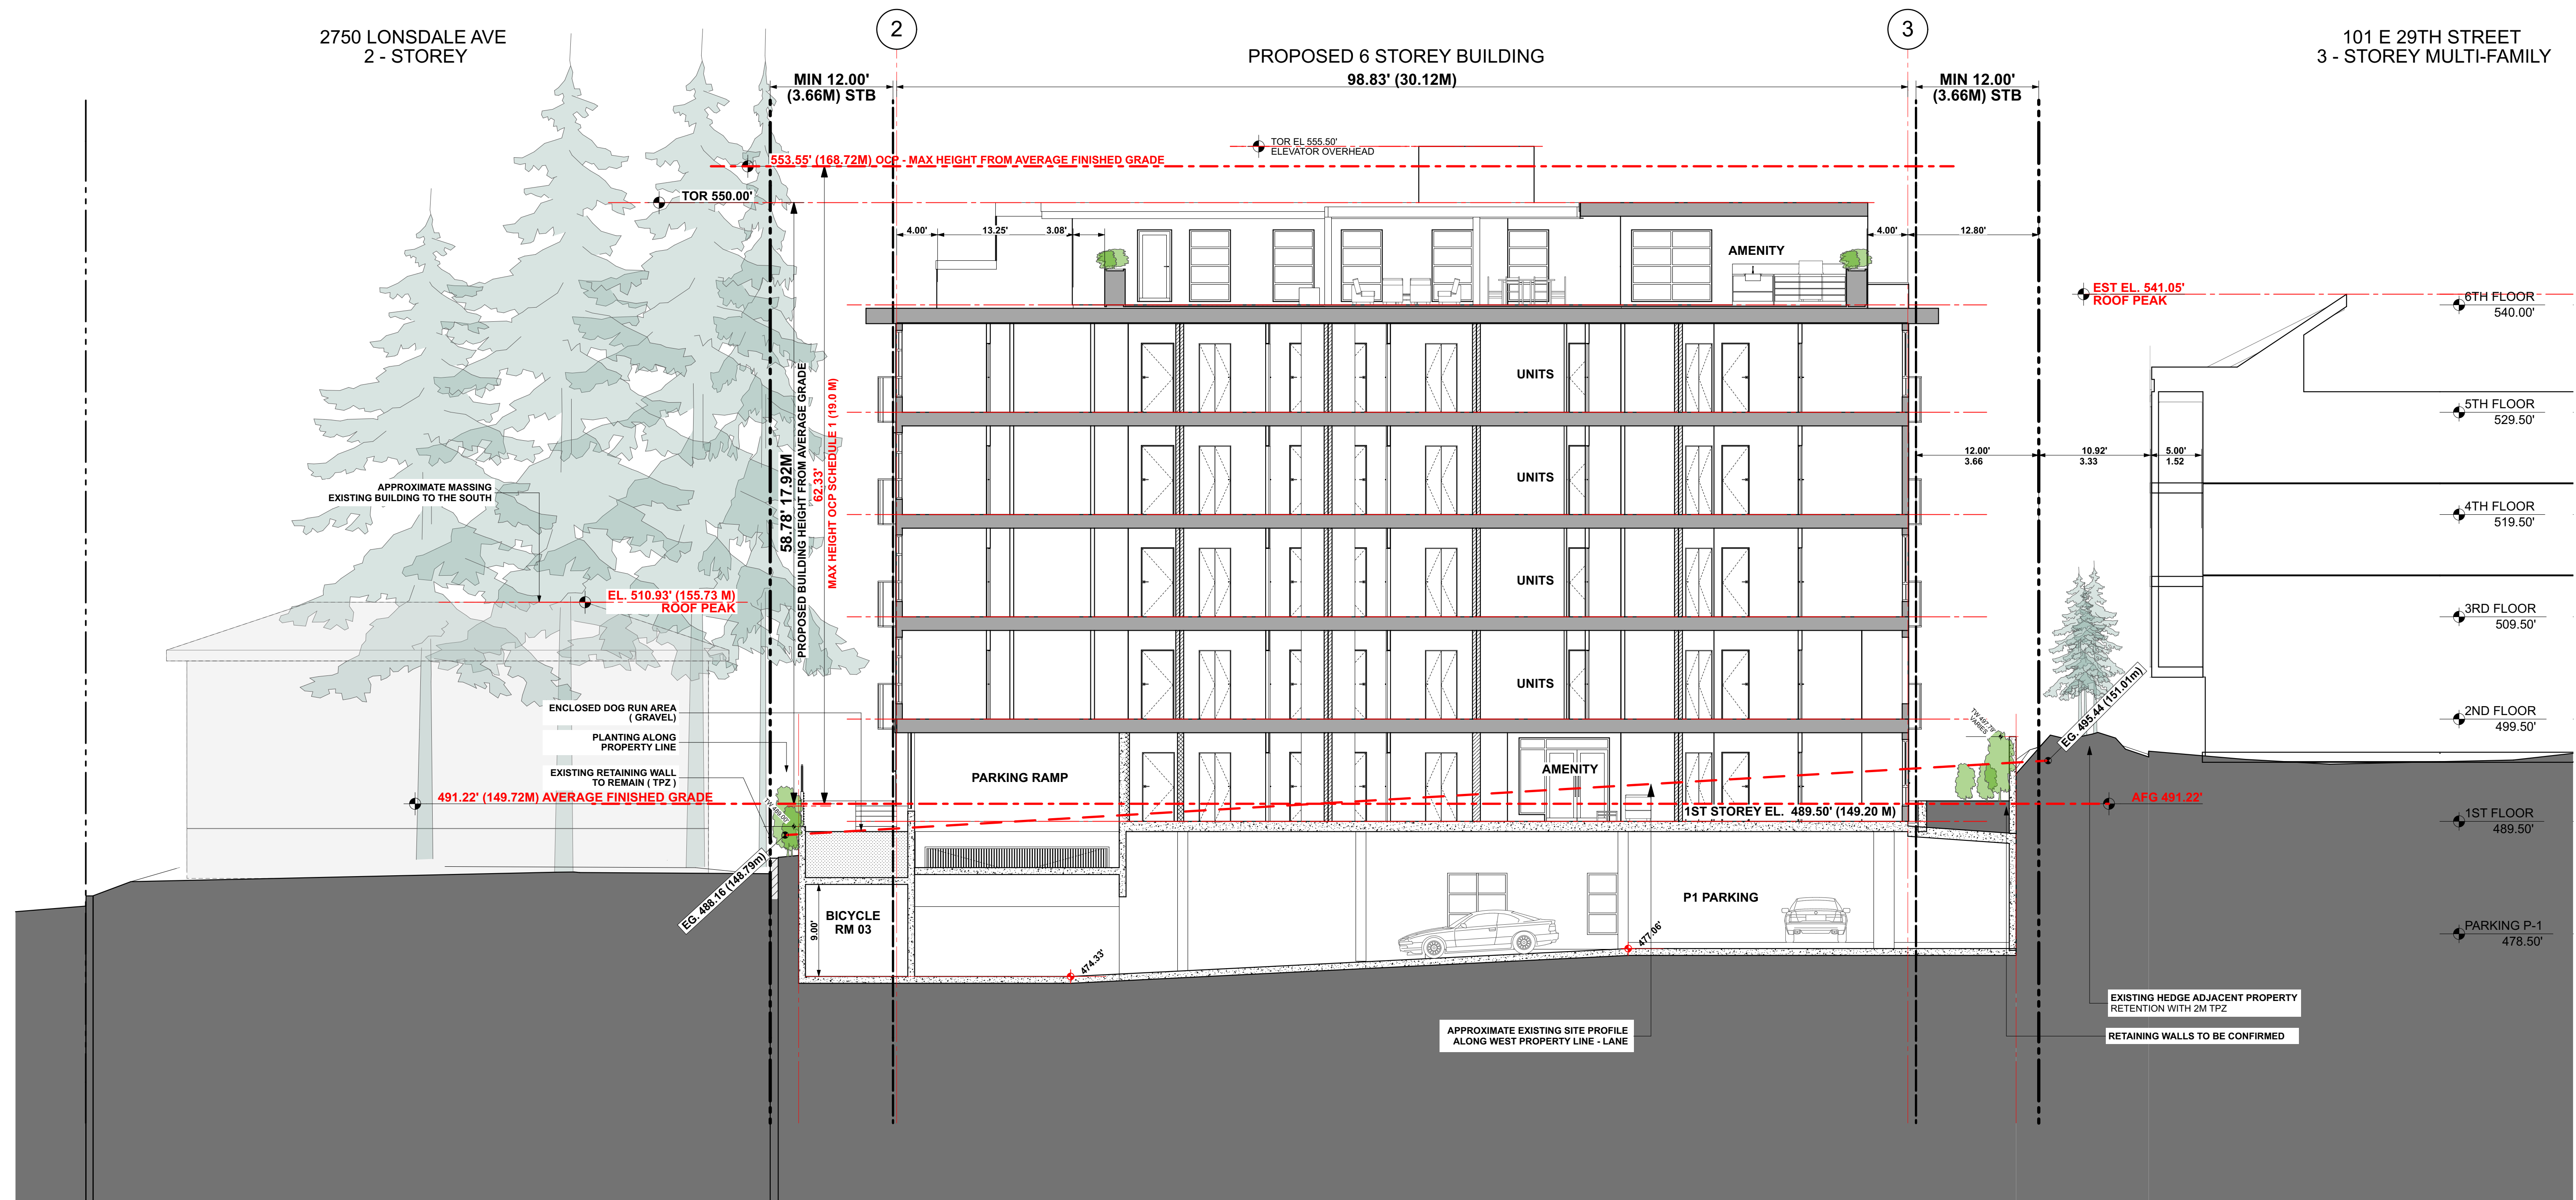 2750 LONSDALE AVE
2 - STOREY
2
PROPOSED 6 STOREY BUILDING
98.83' (30.12M)
3
101 E 29TH STREET
3 - STOREY MULTI-FAMILY
MIN 12.00'
(3.66M) STB
MIN 12.00'
(3.66M) STB
TOR EL 555.50'
ELEVATOR OVERHEAD
553.55' (168.72M) OCP - MAX HEIGHT FROM AVERAGE FINISHED GRADE
TOR 550.00'
4.00'
13.25'
3.08'
4.00'
12.80'
AMENITY
EST EL. 541.05'
ROOF PEAK
6TH FLOOR
540.00'
UNITS
5TH FLOOR
529.50'
58.78' 17.92M
PROPOSED BUILDING HEIGHT FROM AVERAGE GRADE
62.33'
MAX HEIGHT OCP SCHEDULE 1 (19.0 M)
12.00'
3.66
10.92'
3.33
5.00'
1.52
UNITS
APPROXIMATE MASSING
EXISTING BUILDING TO THE SOUTH
4TH FLOOR
519.50'
UNITS
EL. 510.93' (155.73 M)
ROOF PEAK
3RD FLOOR
509.50'
UNITS
ENCLOSED DOG RUN AREA
( GRAVEL)
EG. 495.44 (151.01m)
TW 497.79'
VARIES
2ND FLOOR
499.50'
PLANTING ALONG
PROPERTY LINE
EXISTING RETAINING WALL
TO REMAIN ( TPZ )
PARKING RAMP
AMENITY
491.22' (149.72M) AVERAGE FINISHED GRADE
AFG 491.22'
1ST STOREY EL. 489.50' (149.20 M)
1ST FLOOR
489.50'
EG. 488.16 (148.79m)
BICYCLE
RM 03
9.00'
P1 PARKING
474.33'
477.06'
PARKING P-1
478.50'
EXISTING HEDGE ADJACENT PROPERTY
RETENTION WITH 2M TPZ
APPROXIMATE EXISTING SITE PROFILE
ALONG WEST PROPERTY LINE - LANE
RETAINING WALLS TO BE CONFIRMED